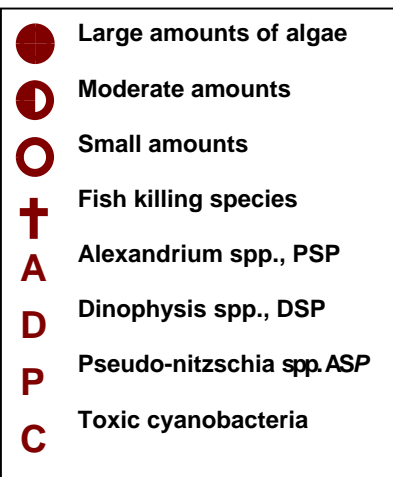 Large amounts of algae
Moderate amounts
Small amounts
Fish killing species
A Alexandrium spp., PSP
D Dinophysis spp., DSP
P Pseudo-nitzschia spp. ASP
C Toxic cyanobacteria